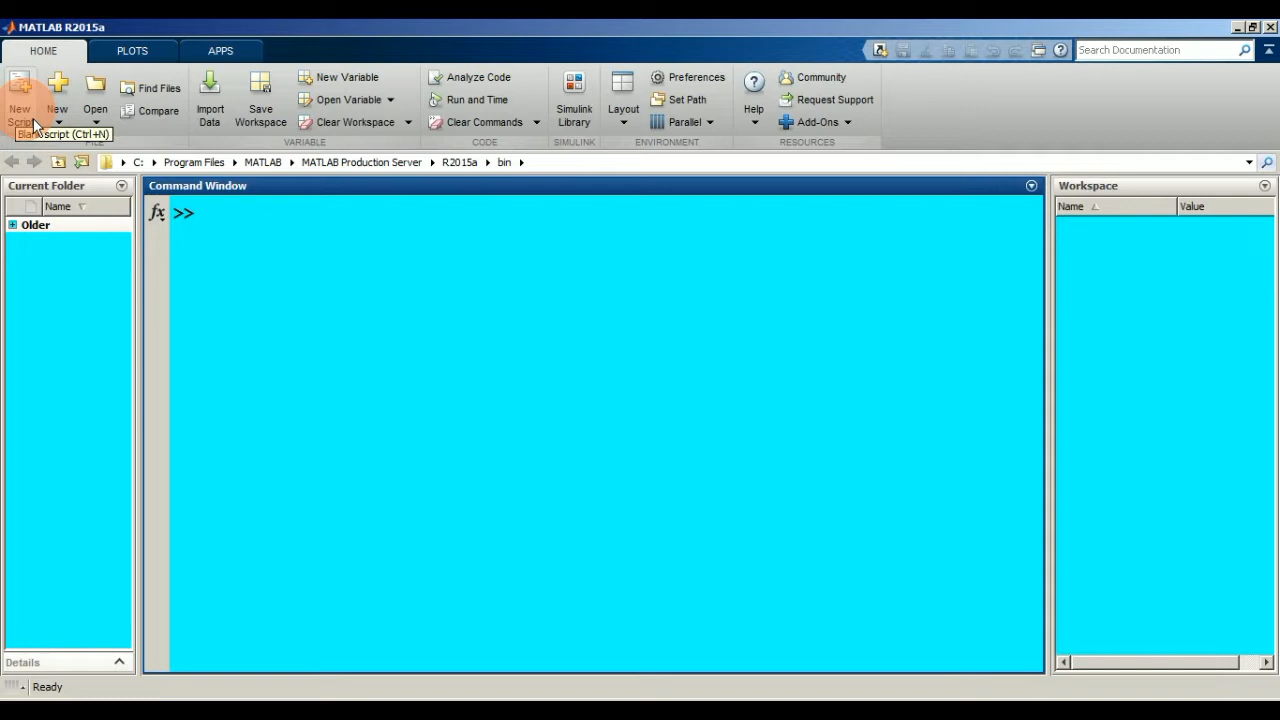 MATLAB R2015a
HOME PLOTS APPS
Search Documentation
New Script
New
Open
Find Files
Compare
Import Data
Save Workspace
New Variable
Open Variable
Clear Workspace
Analyze Code
Run and Time
Clear Commands
Simulink Library
Layout
Preferences
Set Path
Parallel
Help
Community
Request Support
Add-Ons
Blank Script (Ctrl+N)
FILE VARIABLE CODE SIMULINK ENVIRONMENT RESOURCES
C: Program Files MATLAB MATLAB Production Server R2015a bin
Current Folder
Name
Older
Details
Command Window
fx >>
Workspace
Name Value
Ready